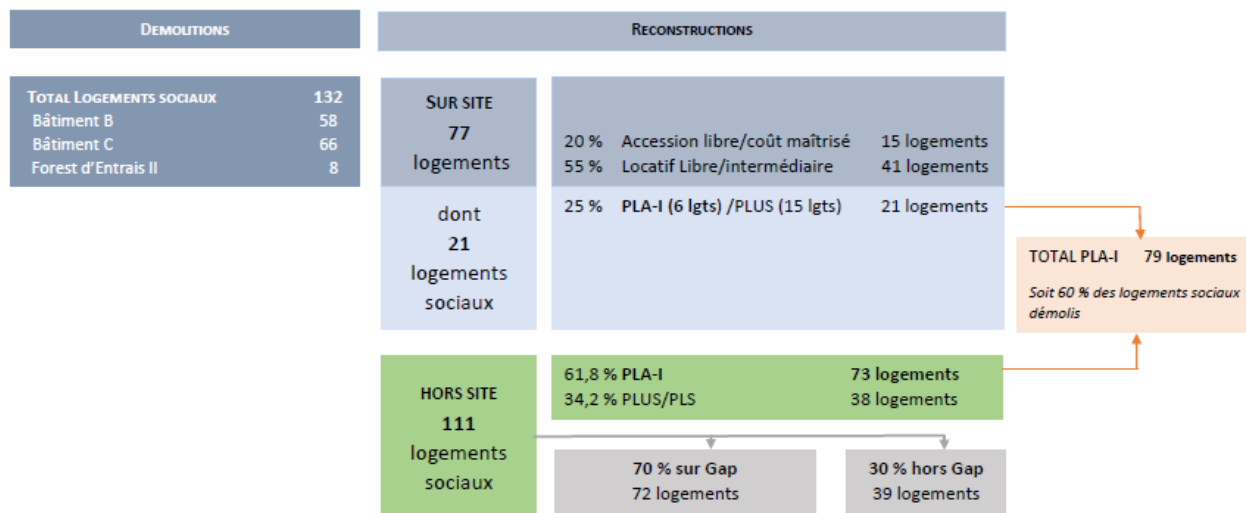 DEMOLITIONS
RECONSTRUCTIONS
TOTAL LOGEMENTS SOCIAUX 132
Bâtiment B 58
Bâtiment C 66
Forest d'Entrais II 8
SUR SITE
77
logements
20 % Accession libre/coût maîtrisé 15 logements
55 % Locatif Libre/intermédiaire 41 logements
dont
21
logements
sociaux
25 % PLA-I (6 lgts) /PLUS (15 lgts) 21 logements
TOTAL PLA-I 79 logements
Soit 60 % des logements sociaux
démolis
HORS SITE
111
logements
sociaux
61,8 % PLA-I 73 logements
34,2 % PLUS/PLS 38 logements
70 % sur Gap
72 logements
30 % hors Gap
39 logements